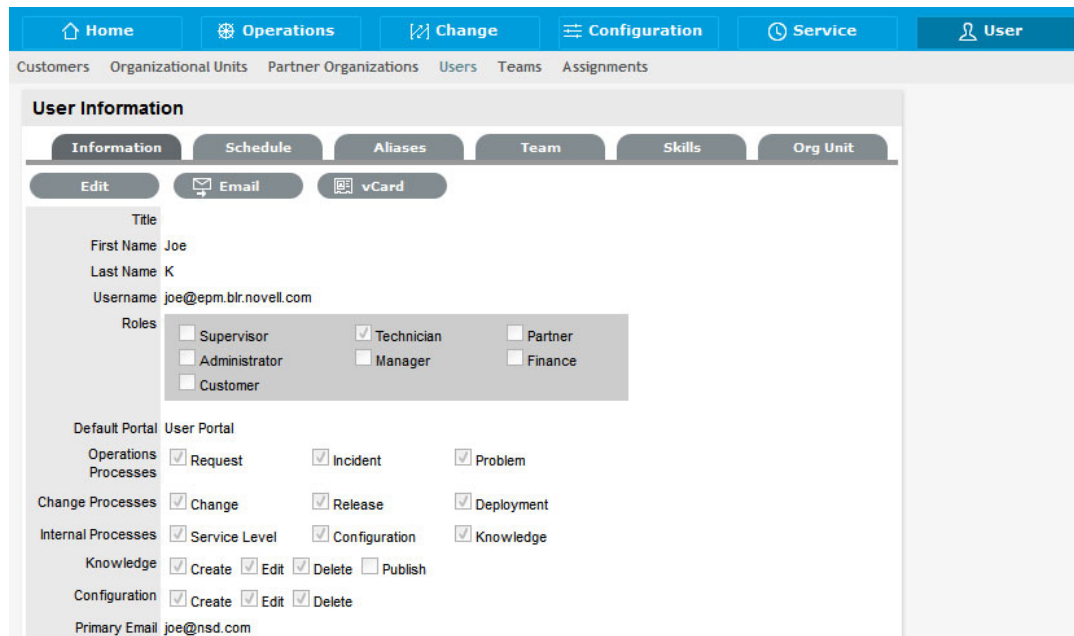 Home Operations Change Configuration Service User
Customers Organizational Units Partner Organizations Users Teams Assignments
User Information
Information Schedule Aliases Team Skills Org Unit
Edit Email vCard
Title
First Name Joe
Last Name K
Username joe@epm.blr.novell.com
Roles
Supervisor Technician Partner
Administrator Manager Finance
Customer
Default Portal User Portal
Operations
Processes Request Incident Problem
Change Processes Change Release Deployment
Internal Processes Service Level Configuration Knowledge
Knowledge Create Edit Delete Publish
Configuration Create Edit Delete
Primary Email joe@nsd.com